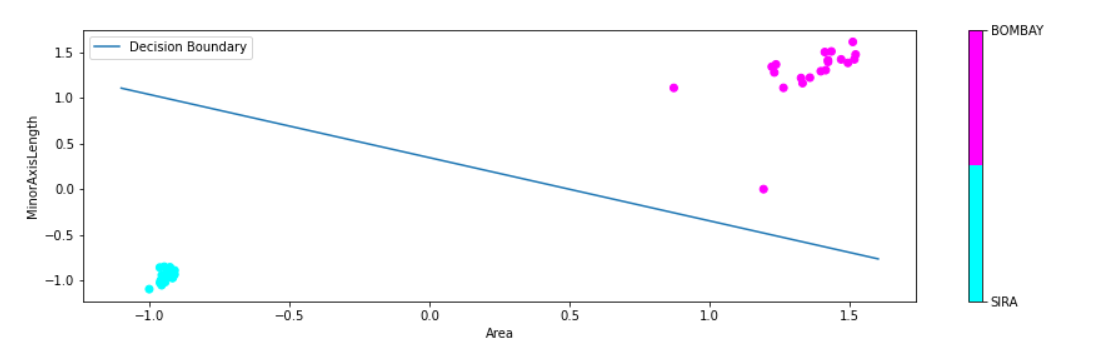 Decision Boundary
BOMBAY
1.5
1.0
0.5
0.0
−0.5
−1.0
MinorAxisLength
−1.0 −0.5 0.0 0.5 1.0 1.5
Area
SIRA